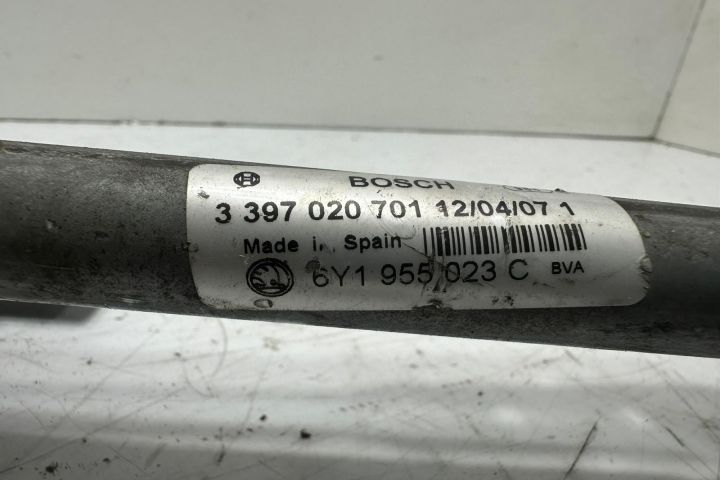 BOSCH
3 397 020 701 12/04/07 1
Made in Spain
6Y1 955 023 C BVA